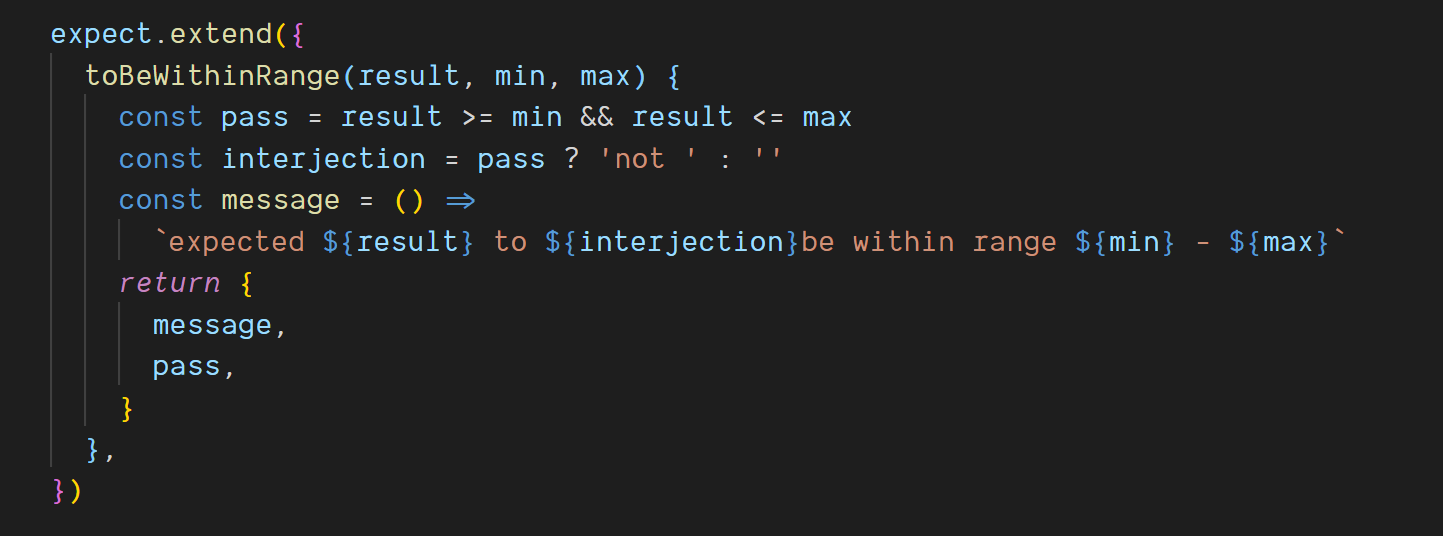 expect.extend({
toBeWithinRange(result, min, max) {
const pass = result >= min && result <= max
const interjection = pass ? 'not ' : ''
const message = () =>
`expected ${result} to ${interjection}be within range ${min} - ${max}`
return {
message,
pass,
}
},
})